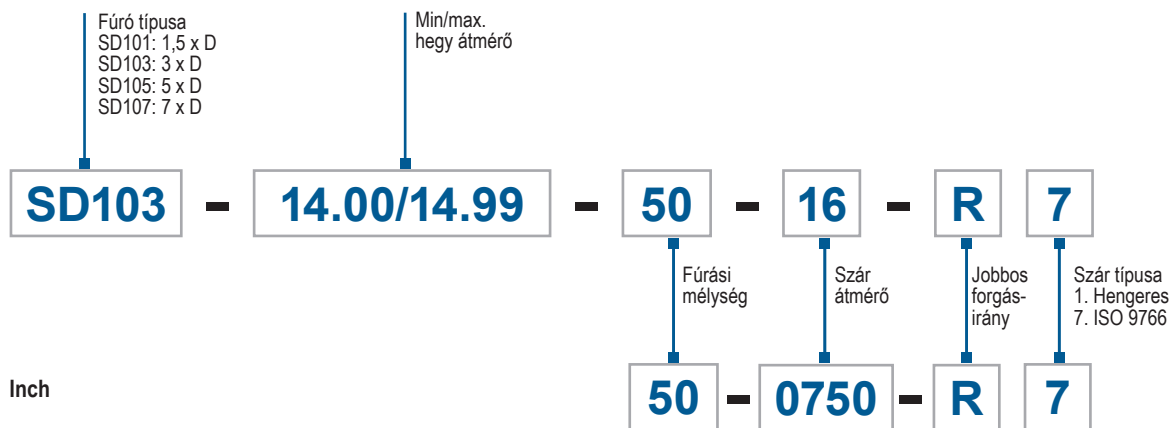 Fúró típusa
SD101: 1,5 x D
SD103: 3 x D
SD105: 5 x D
SD107: 7 x D
Min/max.
hegy átmérő
SD103 - 14.00/14.99 - 50 - 16 - R 7
Fúrási
mélység
Szár
átmérő
Jobbos
forgás-
irány
Szár típusa
1. Hengeres
7. ISO 9766
Inch
50 - 0750 - R 7